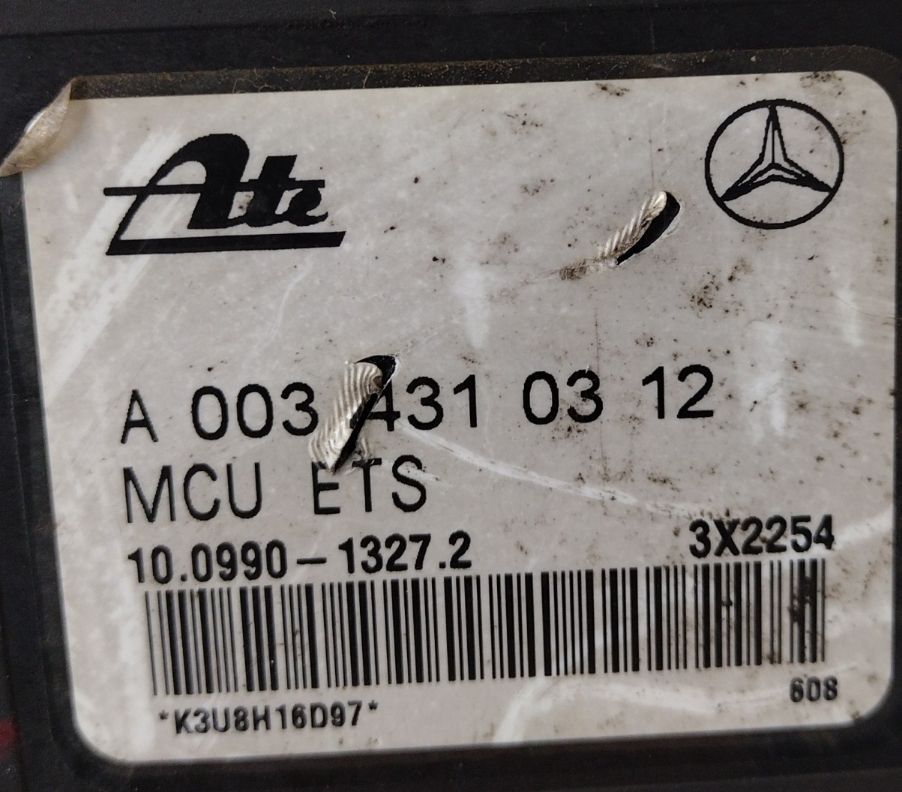 Ate
A 003 431 03 12
MCU ETS
10.0990-1327.2 3X2254
*K3U8H16D97* 608